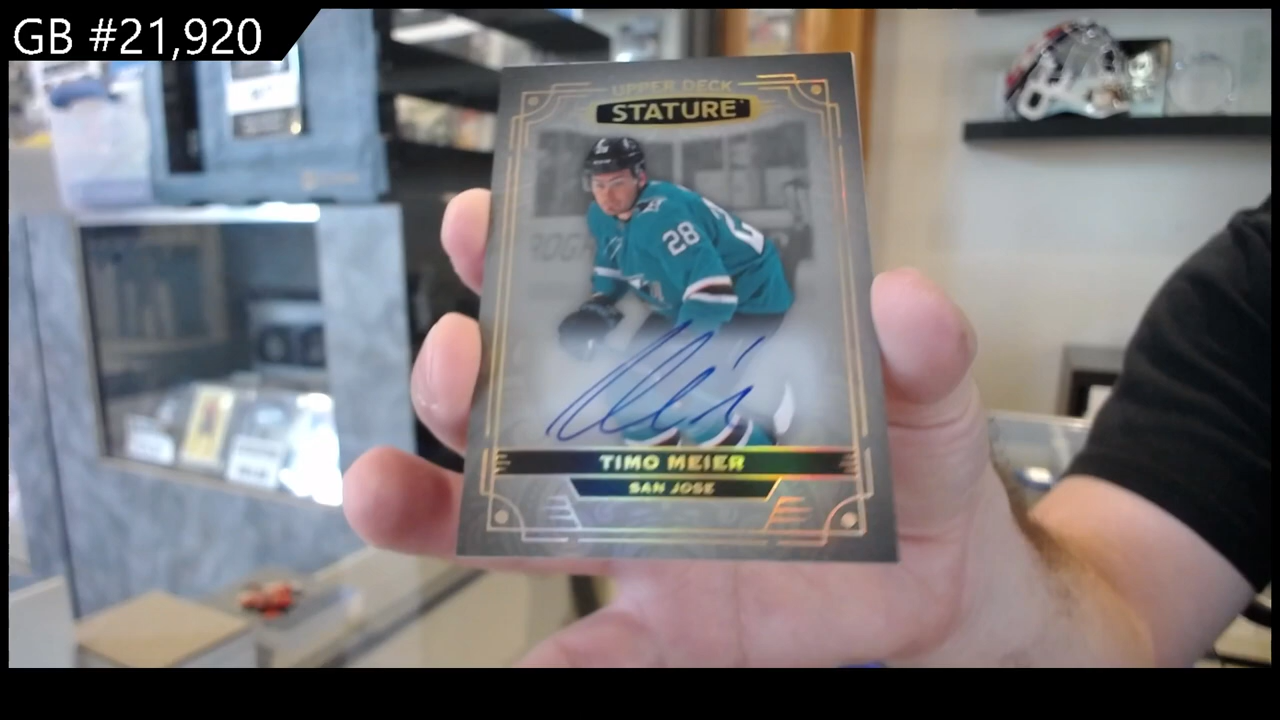 GB #21,920
UPPER DECK
STATURE
28
TIMO MEIER
SAN JOSE